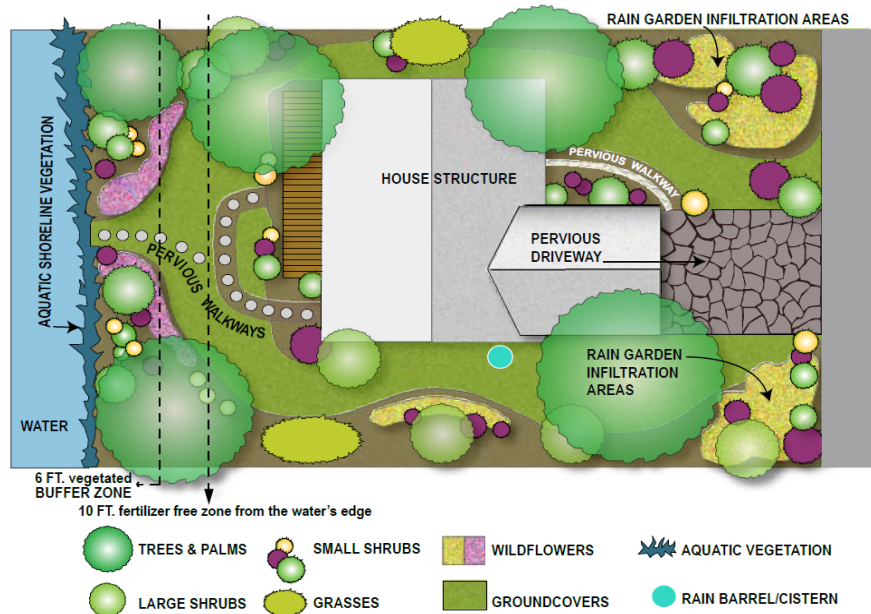 RAIN GARDEN INFILTRATION AREAS
AQUATIC SHORELINE VEGETATION
PERVIOUS WALKWAY
HOUSE STRUCTURE
PERVIOUS
DRIVEWAY
PERVIOUS
WALKWAYS
RAIN GARDEN
INFILTRATION
AREAS
WATER
6 FT. vegetated
BUFFER ZONE
10 FT. fertilizer free zone from the water's edge
TREES & PALMS
SMALL SHRUBS
WILDFLOWERS
AQUATIC VEGETATION
LARGE SHRUBS
GRASSES
GROUNDCOVERS
RAIN BARREL/CISTERN